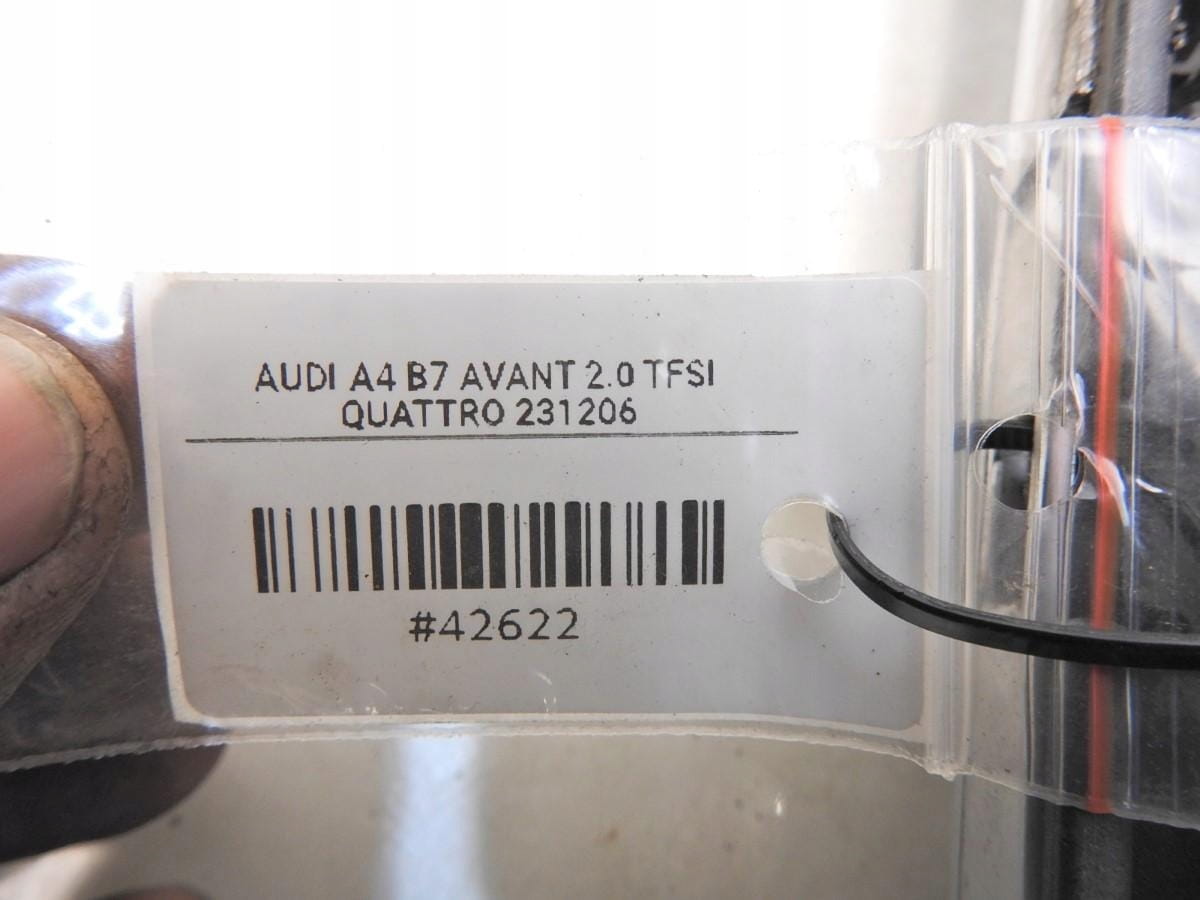 AUDI A4 B7 AVANT 2.0 TFSI
QUATTRO 231206
#42622